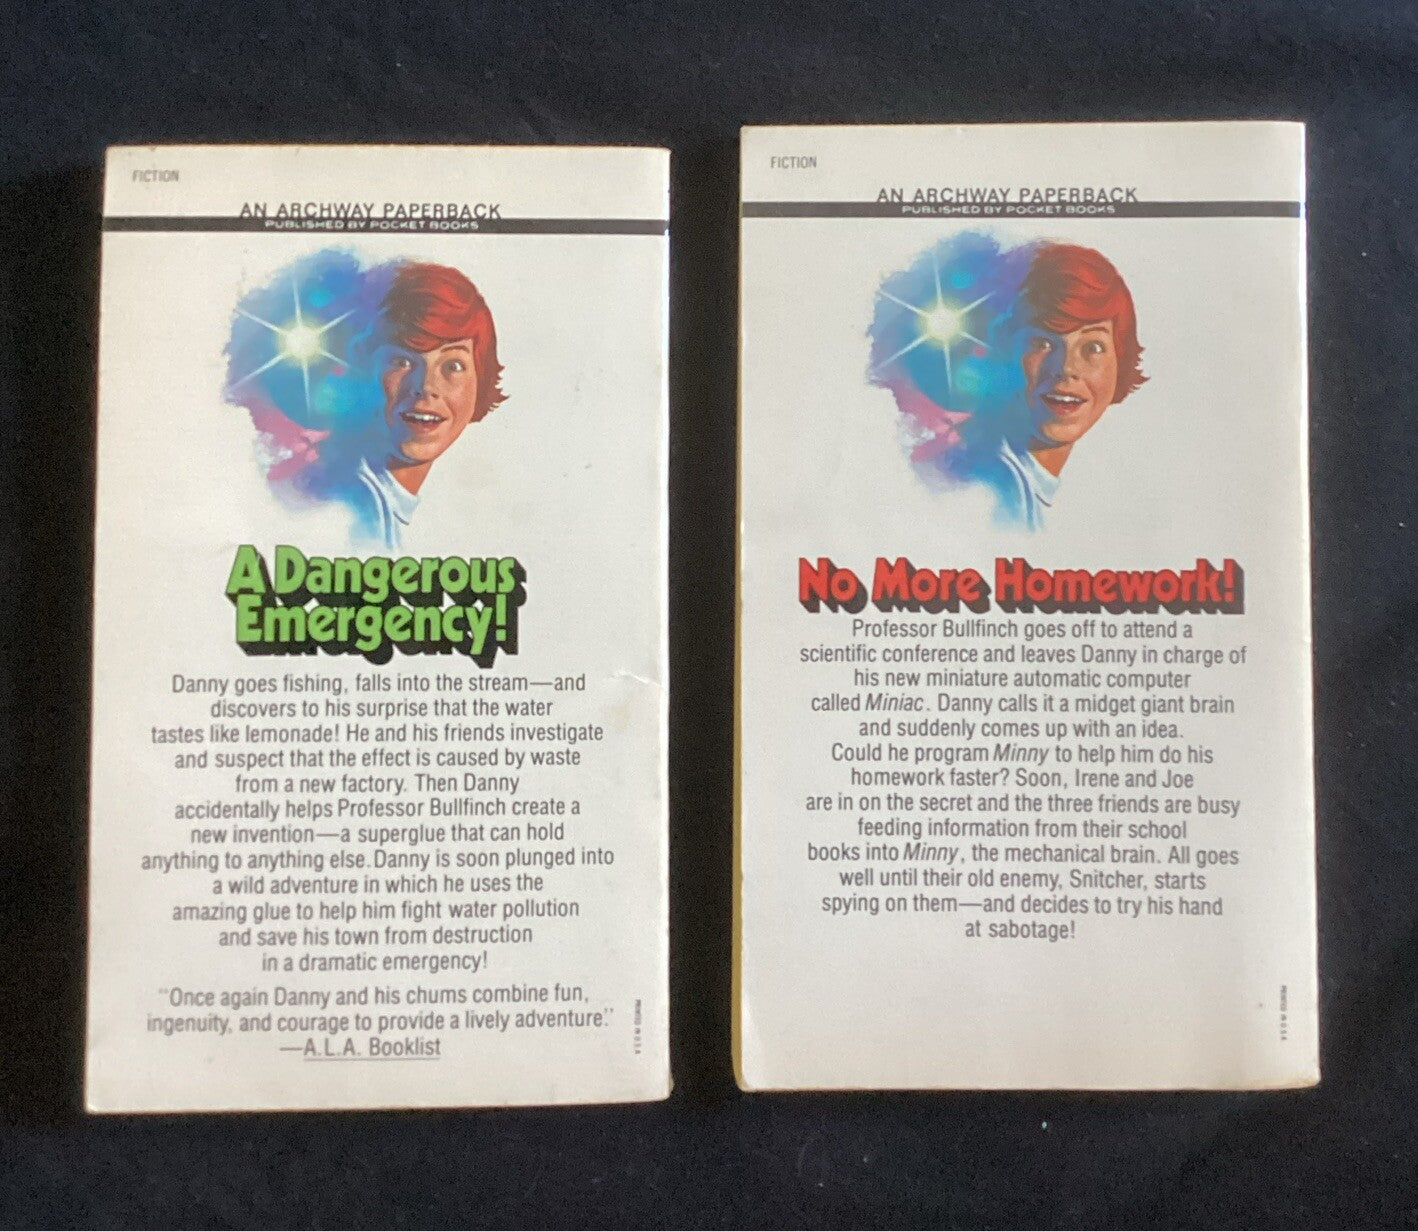 FICTION
AN ARCHWAY PAPERBACK
PUBLISHED BY POCKET BOOKS
A Dangerous
Emergency!
Danny goes fishing, falls into the stream—and
discovers to his surprise that the water
tastes like lemonade! He and his friends investigate
and suspect that the effect is caused by waste
from a new factory. Then Danny
accidentally helps Professor Bullfinch create a
new invention—a superglue that can hold
anything to anything else. Danny is soon plunged into
a wild adventure in which he uses the
amazing glue to help him fight water pollution
and save his town from destruction
in a dramatic emergency!
"Once again Danny and his chums combine fun,
ingenuity, and courage to provide a lively adventure."
—A.L.A. Booklist
PRINTED IN U.S.A.
FICTION
AN ARCHWAY PAPERBACK
PUBLISHED BY POCKET BOOKS
No More Homework!
Professor Bullfinch goes off to attend a
scientific conference and leaves Danny in charge of
his new miniature automatic computer
called Miniac. Danny calls it a midget giant brain
and suddenly comes up with an idea.
Could he program Minny to help him do his
homework faster? Soon, Irene and Joe
are in on the secret and the three friends are busy
feeding information from their school
books into Minny, the mechanical brain. All goes
well until their old enemy, Snitcher, starts
spying on them—and decides to try his hand
at sabotage!
PRINTED IN U.S.A.